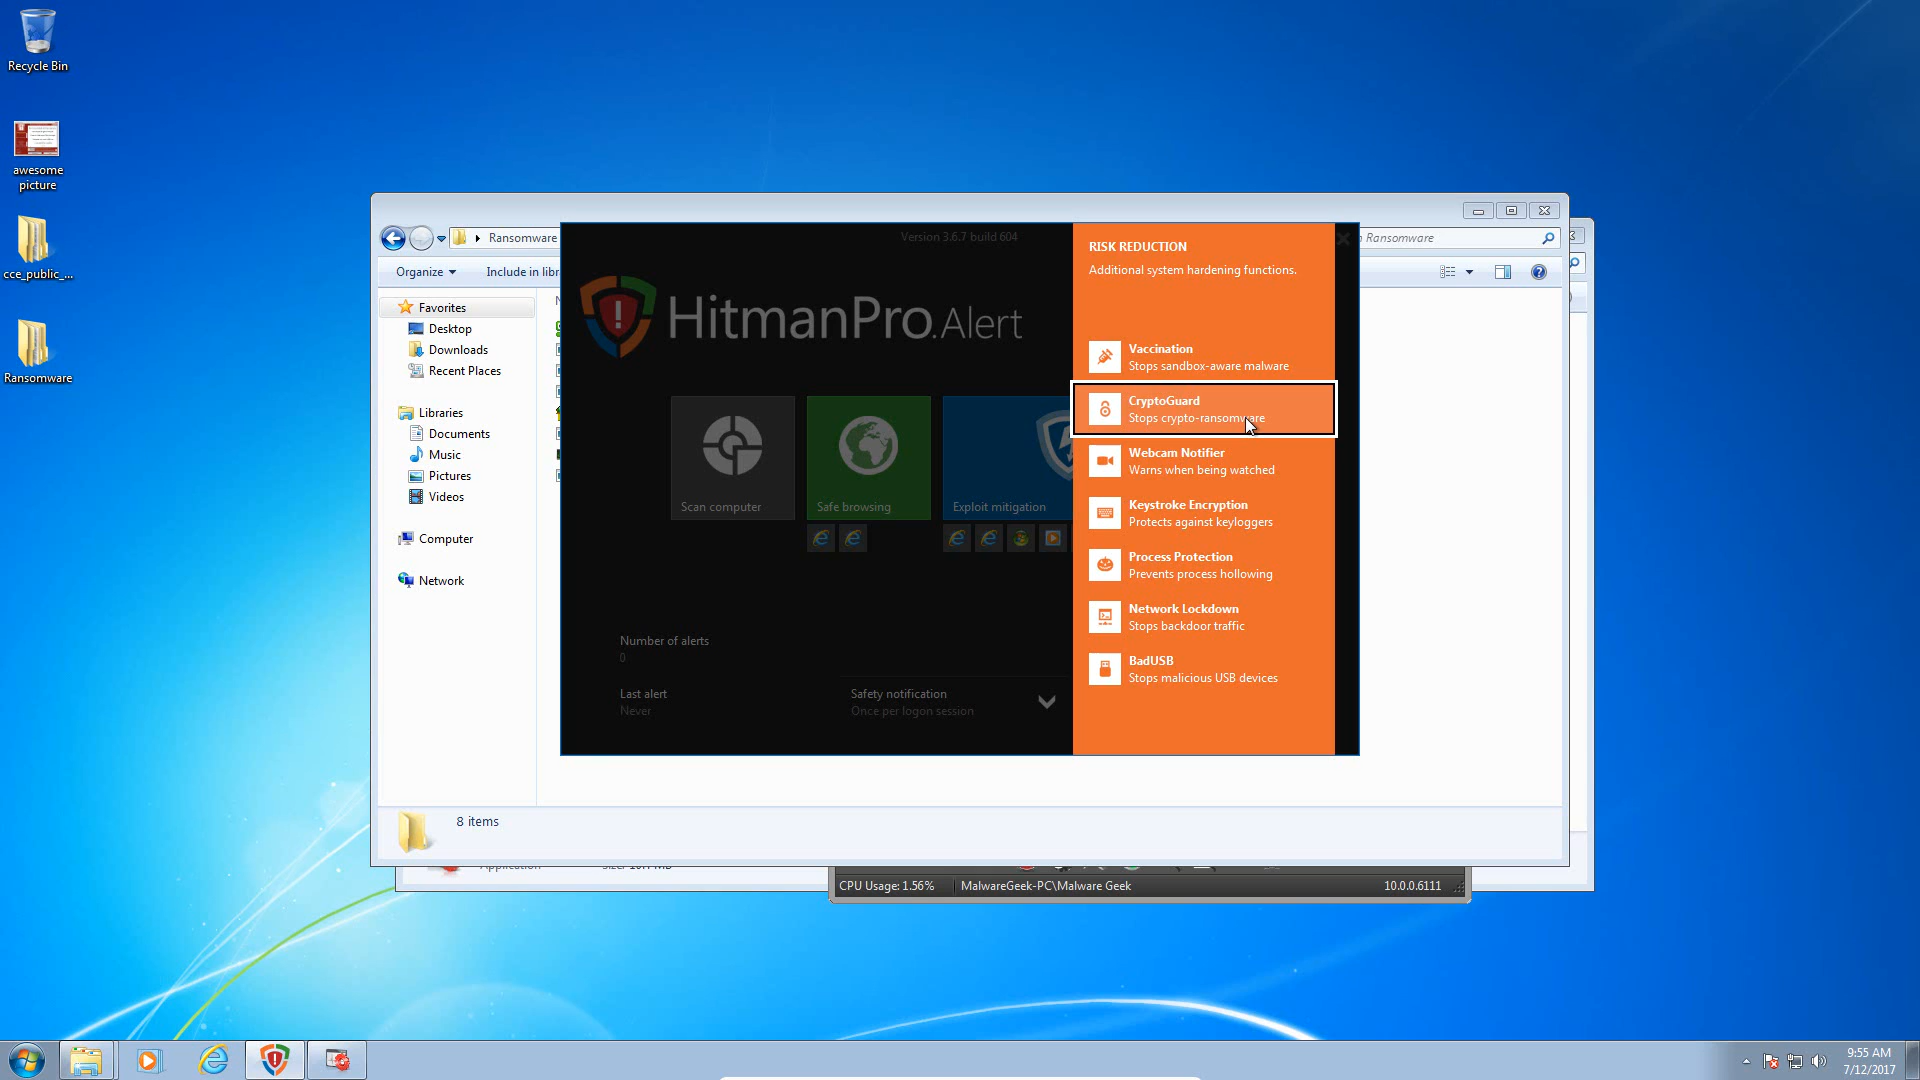 Recycle Bin
awesome
picture
cce_public_...
Ransomware
Ransomware
Ransomware
Organize
Include in libr
Favorites
Desktop
Downloads
Recent Places
Libraries
Documents
Music
Pictures
Videos
Computer
Network
8 items
Version 3.6.7 build 604
HitmanPro.Alert
Scan computer
Safe browsing
Exploit mitigation
Number of alerts
0
Last alert
Never
Safety notification
Once per logon session
RISK REDUCTION
Additional system hardening functions.
Vaccination
Stops sandbox-aware malware
CryptoGuard
Stops crypto-ransomware
Webcam Notifier
Warns when being watched
Keystroke Encryption
Protects against keyloggers
Process Protection
Prevents process hollowing
Network Lockdown
Stops backdoor traffic
BadUSB
Stops malicious USB devices
CPU Usage: 1.56%
MalwareGeek-PC\Malware Geek
10.0.0.6111
9:55 AM
7/12/2017